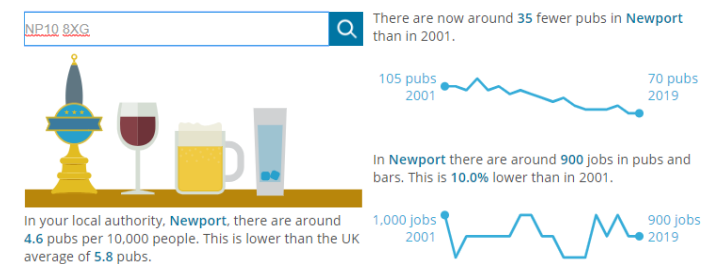 NP10 8XG
In your local authority, Newport, there are around
4.6 pubs per 10,000 people. This is lower than the UK
average of 5.8 pubs.
There are now around 35 fewer pubs in Newport
than in 2001.
105 pubs
2001
70 pubs
2019
In Newport there are around 900 jobs in pubs and
bars. This is 10.0% lower than in 2001.
1,000 jobs
2001
900 jobs
2019